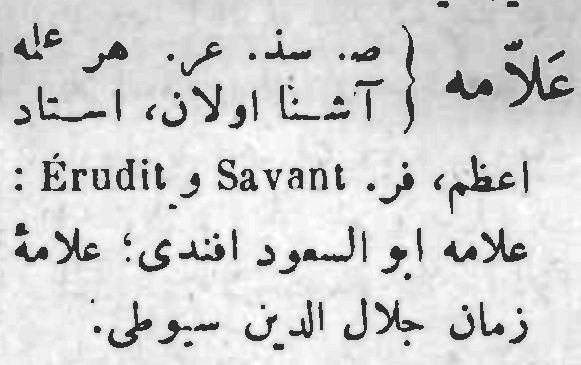 عَلاّمه { ص. سذ. عر. هر علمه
آشنا اولان، استاد
اعظم، فر. Savant و Érudit :
علامه ابو السعود افندی؛ علامهٔ
زمان جلال الدین سیوطی.